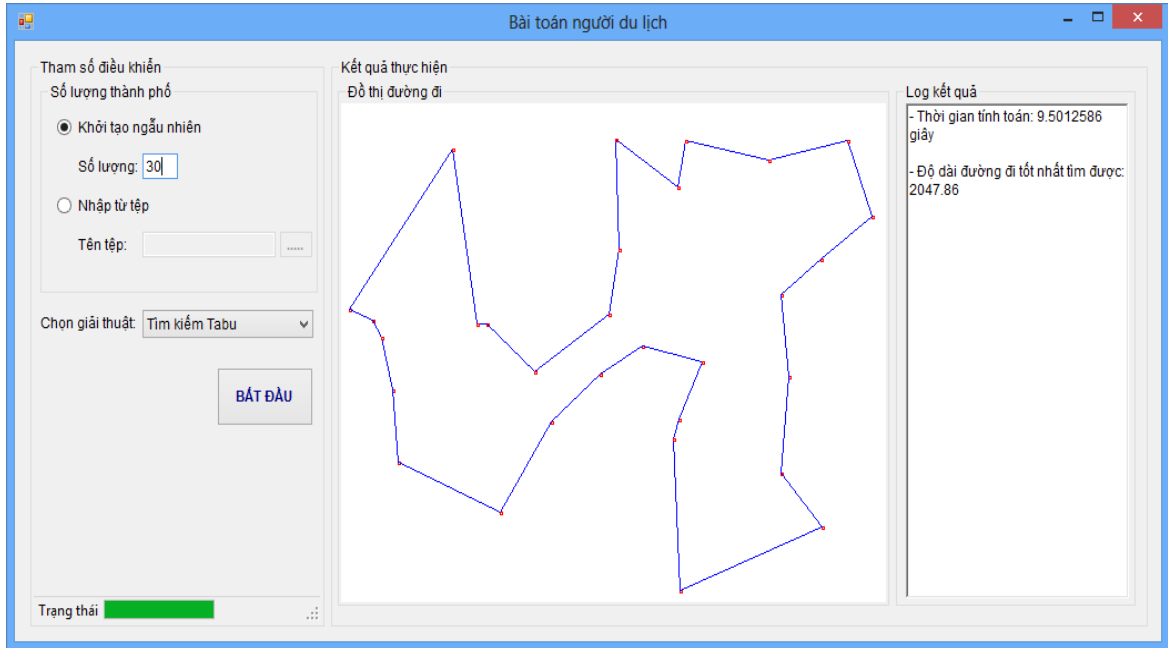 Bài toán người du lịch
Tham số điều khiển
Số lượng thành phố
Khởi tạo ngẫu nhiên
Số lượng: 30
Nhập từ tệp
Tên tệp:
.....
Chọn giải thuật: Tìm kiếm Tabu
BẮT ĐẦU
Trạng thái
Kết quả thực hiện
Đồ thị đường đi
Log kết quả
- Thời gian tính toán: 9.5012586
giây
- Độ dài đường đi tốt nhất tìm được:
2047.86